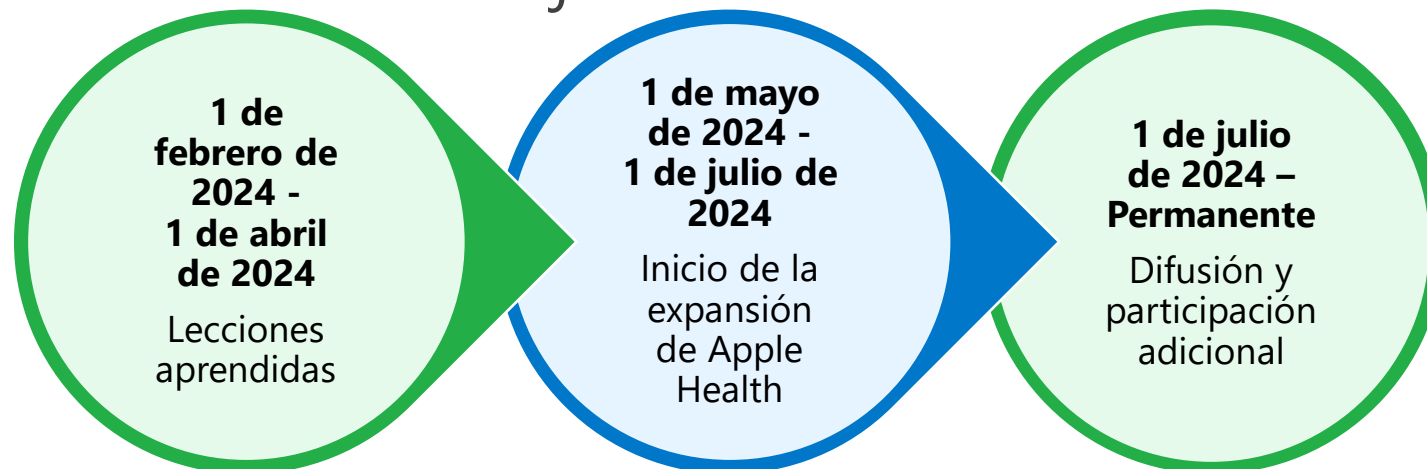 1 de
febrero de
2024 -
1 de abril
de 2024
Lecciones
aprendidas
1 de mayo
de 2024 -
1 de julio de
2024
Inicio de la
expansión
de Apple
Health
1 de julio
de 2024 –
Permanente
Difusión y
participación
adicional